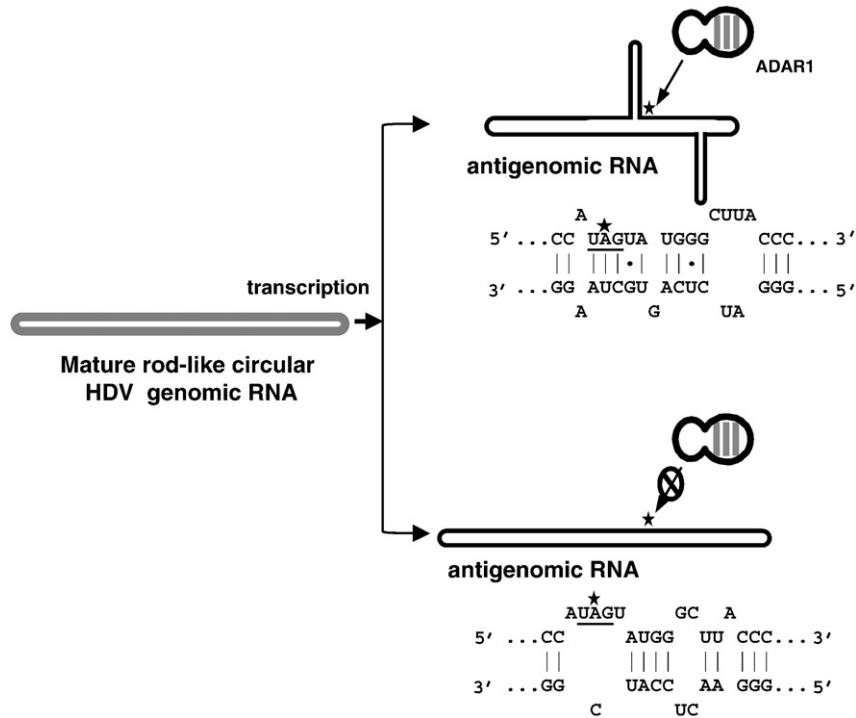 ADAR1
antigenomic RNA
A CUUA
5′ ...CC UAGUA UGGG CCC... 3′
3′ ...GG AUCGU ACUC GGG... 5′
A G UA
transcription
Mature rod-like circular
HDV genomic RNA
antigenomic RNA
AUAGU GC A
5′ ...CC AUGG UU CCC... 3′
3′ ...GG UACC AA GGG... 5′
C UC